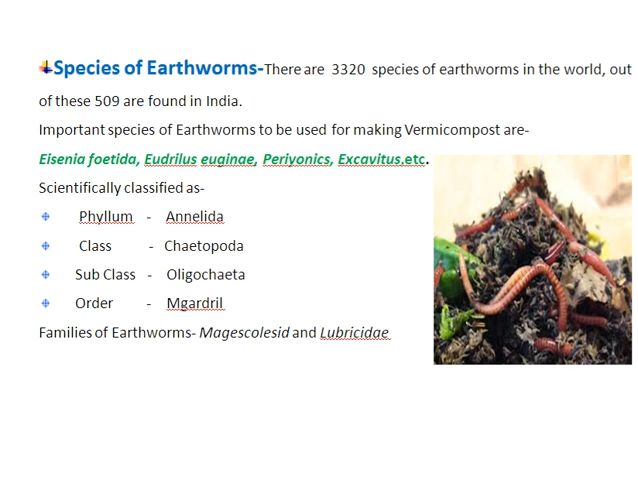 Species of Earthworms-There are 3320 species of earthworms in the world, out
of these 509 are found in India.
Important species of Earthworms to be used for making Vermicompost are-
Eisenia foetida, Eudrilus euginae, Periyonics, Excavitus,etc.
Scientifically classified as-
Phyllum - Annelida
Class - Chaetopoda
Sub Class - Oligochaeta
Order - Mgardril
Families of Earthworms- Magescolesid and Lubricidae